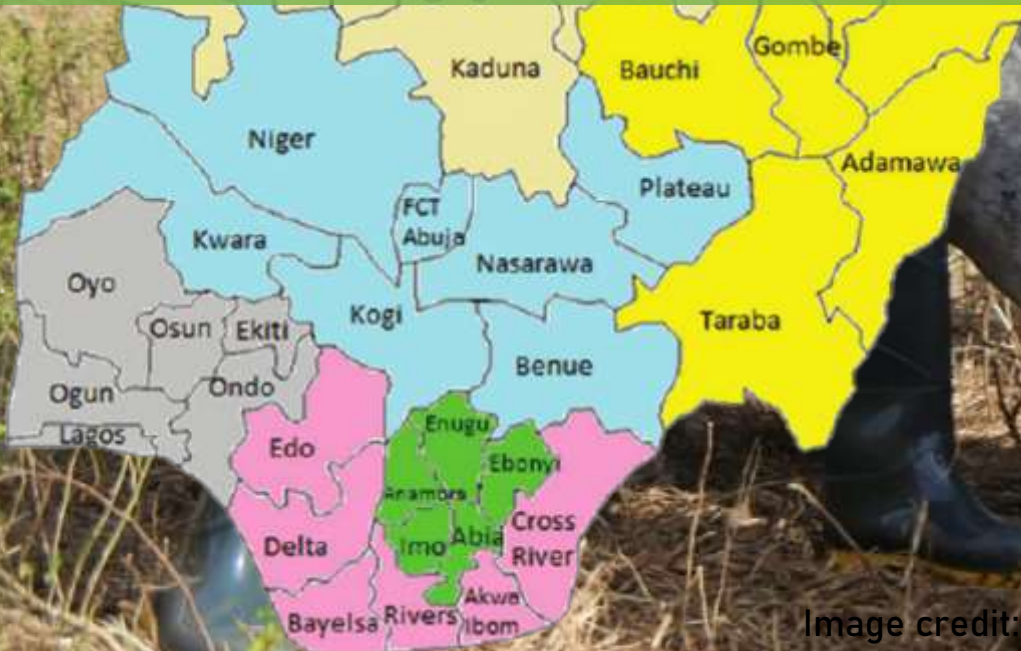 Gombe
Kaduna
Bauchi
Niger
Adamawa
Plateau
FCT
Abuja
Kwara
Nasarawa
Oyo
Kogi
Taraba
Osun
Ekiti
Benue
Ogun
Ondo
Lagos
Enugu
Edo
Ebonyi
Anambra
Cross
River
Abia
Imo
Delta
Akwa
Ibom
Rivers
Bayelsa
Image credit: